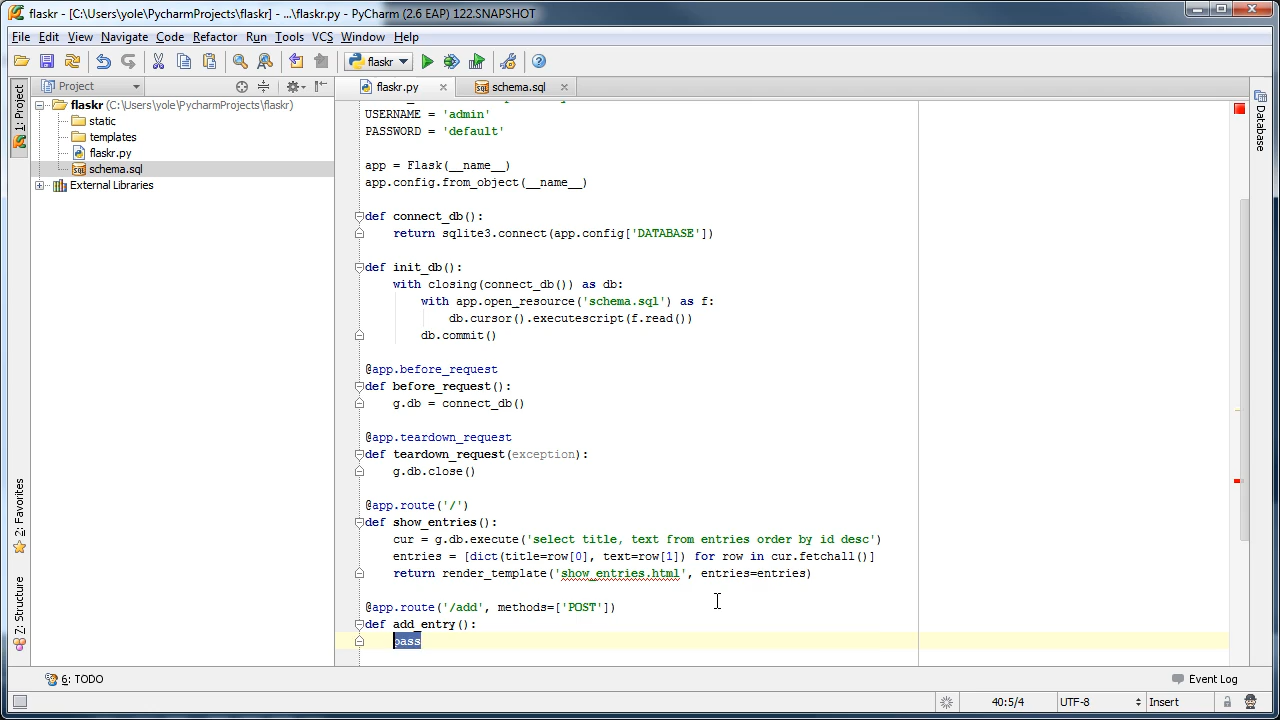 flaskr - [C:\Users\yole\PycharmProjects\flaskr] - ...\flaskr.py - PyCharm (2.6 EAP) 122.SNAPSHOT
File Edit View Navigate Code Refactor Run Tools VCS Window Help
flaskr
Project
flaskr.py
schema.sql
1: Project
flaskr (C:\Users\yole\PycharmProjects\flaskr)
static
templates
flaskr.py
schema.sql
External Libraries
2: Favorites
7: Structure
Database
USERNAME = 'admin'
PASSWORD = 'default'
app = Flask(__name__)
app.config.from_object(__name__)
def connect_db():
return sqlite3.connect(app.config['DATABASE'])
def init_db():
with closing(connect_db()) as db:
with app.open_resource('schema.sql') as f:
db.cursor().executescript(f.read())
db.commit()
@app.before_request
def before_request():
g.db = connect_db()
@app.teardown_request
def teardown_request(exception):
g.db.close()
@app.route('/')
def show_entries():
cur = g.db.execute('select title, text from entries order by id desc')
entries = [dict(title=row[0], text=row[1]) for row in cur.fetchall()]
return render_template('show_entries.html', entries=entries)
@app.route('/add', methods=['POST'])
def add_entry():
pass
6: TODO
Event Log
40:5/4
UTF-8
Insert